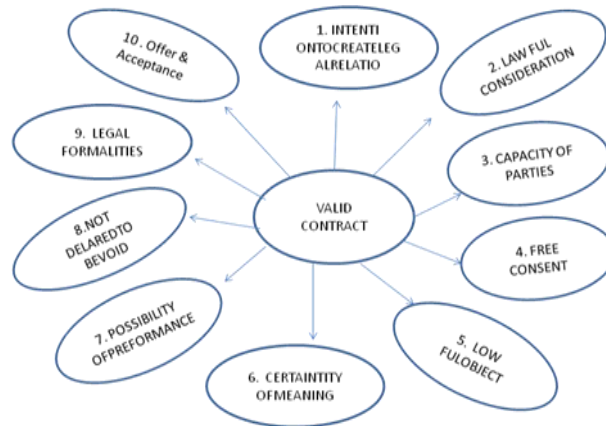 1. INTENTI
ONTOCREATELEG
ALRELATIO
2. LAW FUL
CONSIDERATION
3. CAPACITY OF
PARTIES
4. FREE
CONSENT
5. LOW
FULOBJECT
6. CERTAINTITY
OFMEANING
7. POSSIBILITY
OFPREFORMANCE
8.NOT
DELAREDTO
BEVOID
9. LEGAL
FORMALITIES
10 . Offer &
Acceptance
VALID
CONTRACT